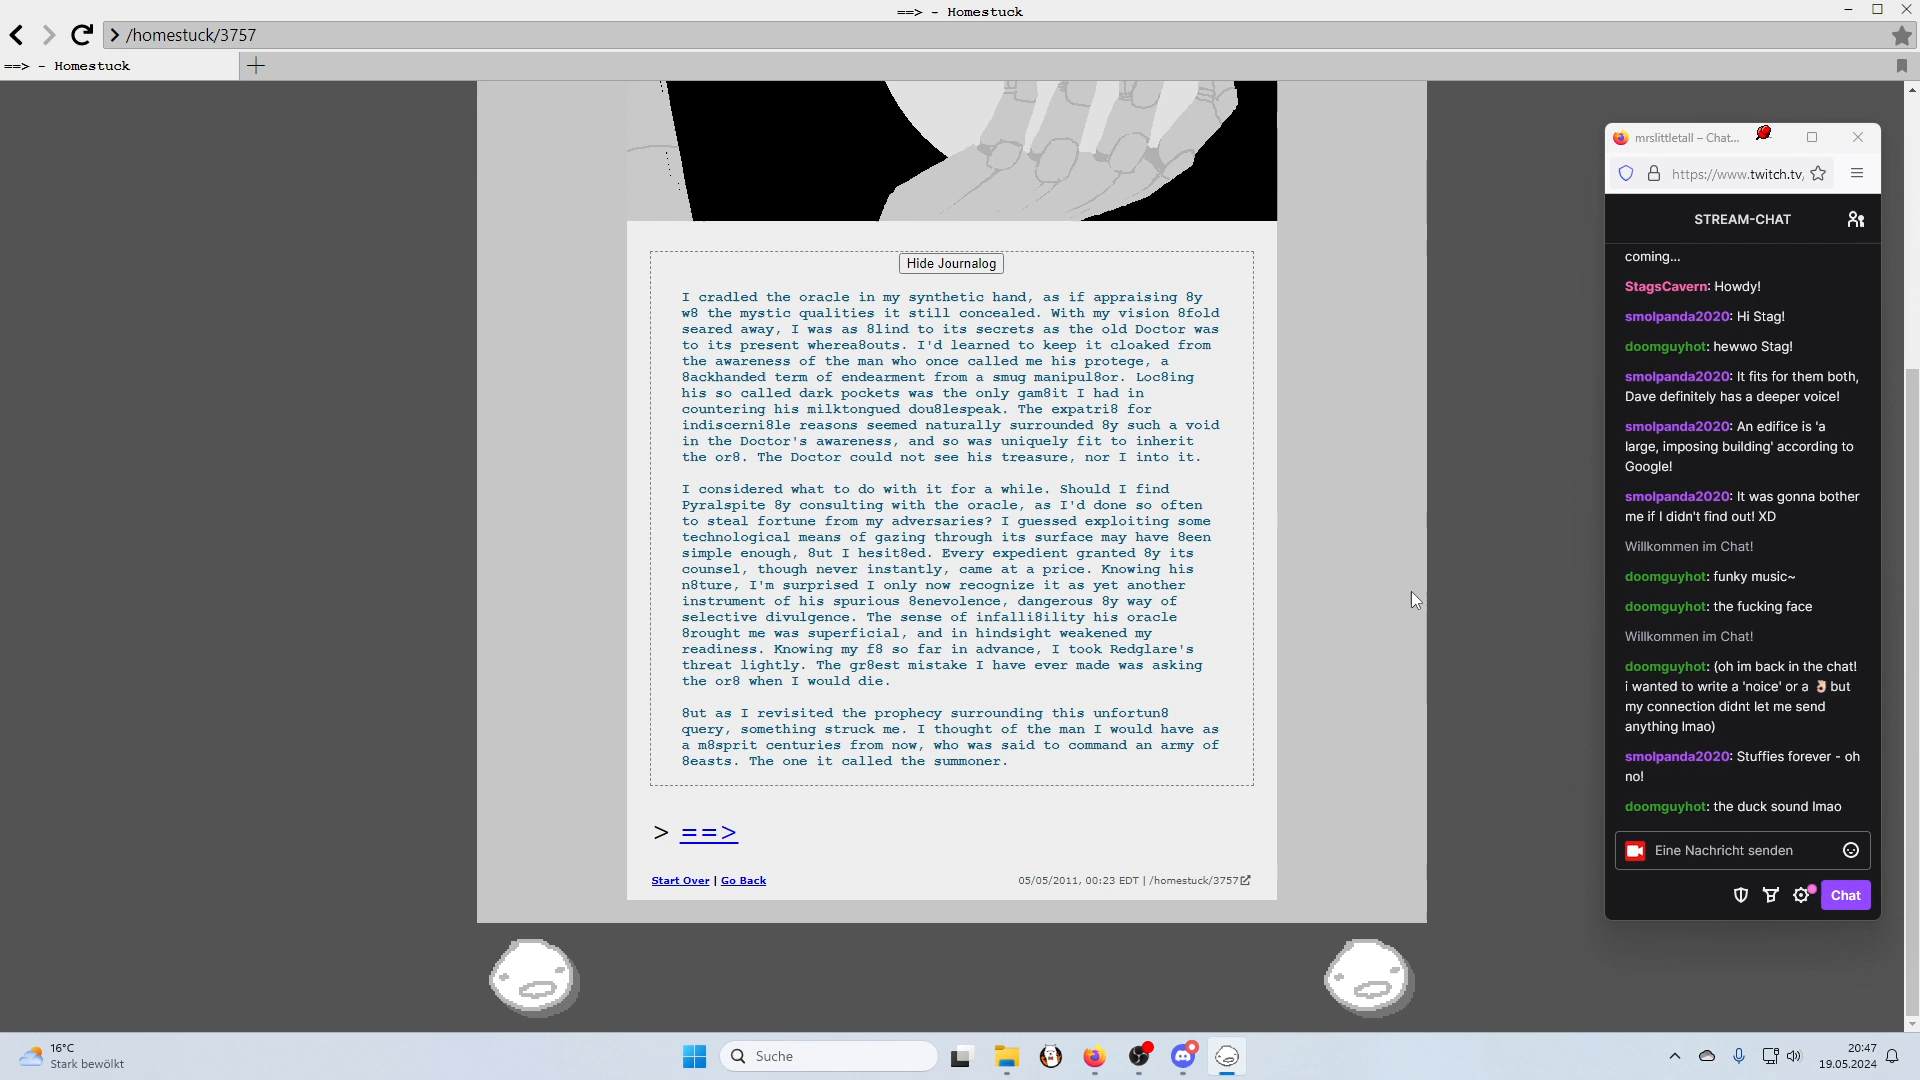 ==> - Homestuck
/homestuck/3757
==> - Homestuck
Hide Journalog
I cradled the oracle in my synthetic hand, as if appraising 8y
w8 the mystic qualities it still concealed. With my vision 8fold
seared away, I was as 8lind to its secrets as the old Doctor was
to its present wherea8outs. I'd learned to keep it cloaked from
the awareness of the man who once called me his protege, a
8ackhanded term of endearment from a smug manipul8or. Loc8ing
his so called dark pockets was the only gam8it I had in
countering his milktongued dou8lespeak. The expatri8 for
indiscerni8le reasons seemed naturally surrounded 8y such a void
in the Doctor's awareness, and so was uniquely fit to inherit
the or8. The Doctor could not see his treasure, nor I into it.
I considered what to do with it for a while. Should I find
Pyralspite 8y consulting with the oracle, as I'd done so often
to steal fortune from my adversaries? I guessed exploiting some
technological means of gazing through its surface may have 8een
simple enough, 8ut I hesit8ed. Every expedient granted 8y its
counsel, though never instantly, came at a price. Knowing his
n8ture, I'm surprised I only now recognize it as yet another
instrument of his spurious 8enevolence, dangerous 8y way of
selective divulgence. The sense of infalli8ility his oracle
8rought me was superficial, and in hindsight weakened my
readiness. Knowing my f8 so far in advance, I took Redglare's
threat lightly. The gr8est mistake I have ever made was asking
the or8 when I would die.
8ut as I revisited the prophecy surrounding this unfortun8
query, something struck me. I thought of the man I would have as
a m8sprit centuries from now, who was said to command an army of
8easts. The one it called the summoner.
> ==>
Start Over | Go Back
05/05/2011, 00:23 EDT | /homestuck/3757
mrslittletall – Chat...
https://www.twitch.tv/
STREAM-CHAT
coming...
StagsCavern: Howdy!
smolpanda2020: Hi Stag!
doomguyhot: hewwo Stag!
smolpanda2020: It fits for them both,
Dave definitely has a deeper voice!
smolpanda2020: An edifice is 'a
large, imposing building' according to
Google!
smolpanda2020: It was gonna bother
me if I didn't find out! XD
Willkommen im Chat!
doomguyhot: funky music~
doomguyhot: the fucking face
Willkommen im Chat!
doomguyhot: (oh im back in the chat!
i wanted to write a 'noice' or a 👌 but
my connection didnt let me send
anything lmao)
smolpanda2020: Stuffies forever - oh
no!
doomguyhot: the duck sound lmao
Eine Nachricht senden
Chat
16°C
Stark bewölkt
Suche
20:47
19.05.2024